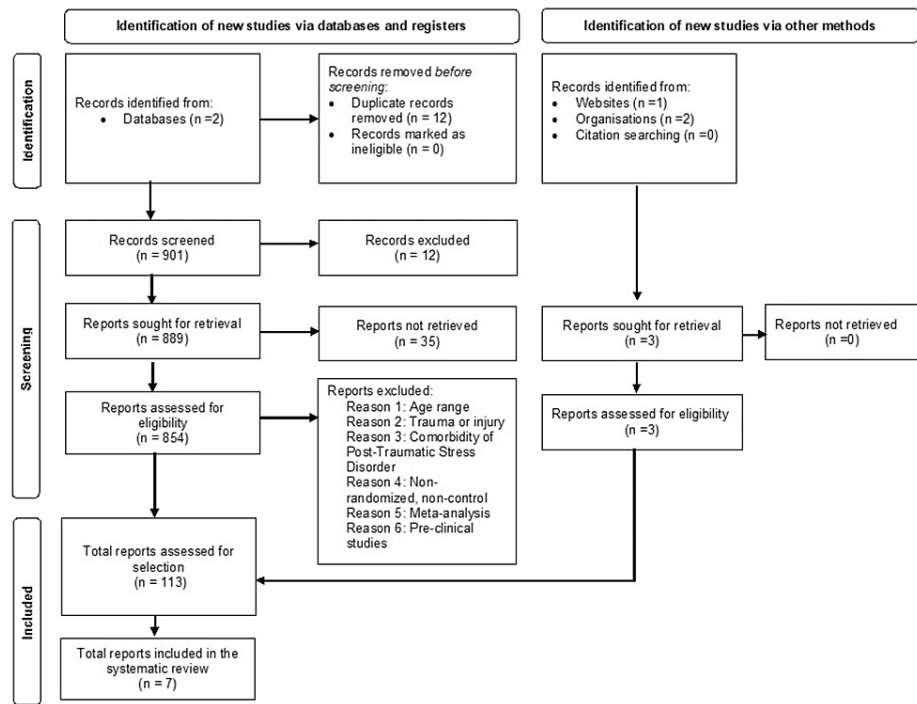 Identification of new studies via databases and registers
Identification of new studies via other methods
Identification
Records identified from:
• Databases (n =2)
Records removed before
screening:
• Duplicate records
removed (n = 12)
• Records marked as
ineligible (n = 0)
Records identified from:
• Websites (n =1)
• Organisations (n =2)
• Citation searching (n =0)
Screening
Records screened
(n = 901)
Records excluded
(n = 12)
Reports sought for retrieval
(n = 889)
Reports not retrieved
(n = 35)
Reports sought for retrieval
(n =3)
Reports not retrieved
(n =0)
Reports assessed for
eligibility
(n = 854)
Reports excluded:
Reason 1: Age range
Reason 2: Trauma or injury
Reason 3: Comorbidity of
Post-Traumatic Stress
Disorder
Reason 4: Non-
randomized, non-control
Reason 5: Meta-analysis
Reason 6: Pre-clinical
studies
Reports assessed for eligibility
(n =3)
Included
Total reports assessed for
selection
(n = 113)
Total reports included in the
systematic review
(n = 7)